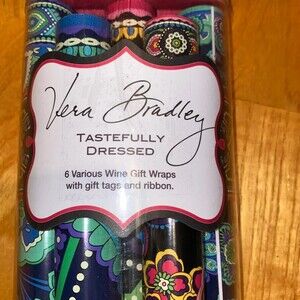 Vera Bradley
TASTEFULLY
DRESSED
6 Various Wine Gift Wraps
with gift tags and ribbon.